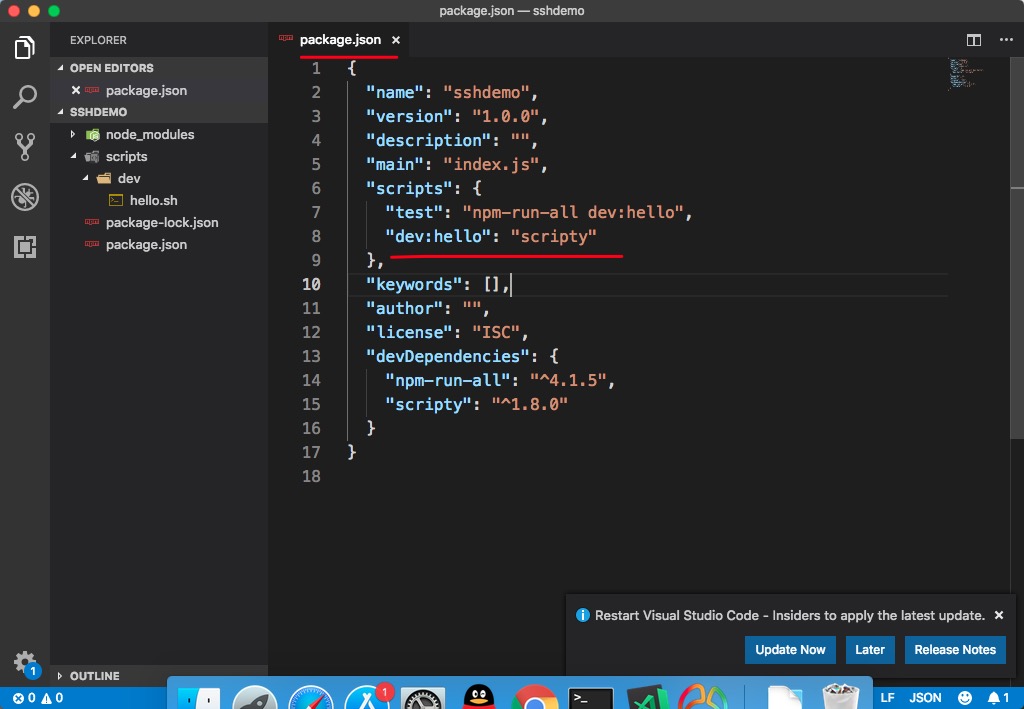 package.json — sshdemo
EXPLORER
OPEN EDITORS
package.json
SSHDEMO
node_modules
scripts
dev
hello.sh
package-lock.json
package.json
OUTLINE
package.json
1 {
2 "name": "sshdemo",
3 "version": "1.0.0",
4 "description": "",
5 "main": "index.js",
6 "scripts": {
7 "test": "npm-run-all dev:hello",
8 "dev:hello": "scripty"
9 },
10 "keywords": [],
11 "author": "",
12 "license": "ISC",
13 "devDependencies": {
14 "npm-run-all": "^4.1.5",
15 "scripty": "^1.8.0"
16 }
17 }
18
Restart Visual Studio Code - Insiders to apply the latest update.
Update Now Later Release Notes
1
0 0
1
>_
LF JSON 1